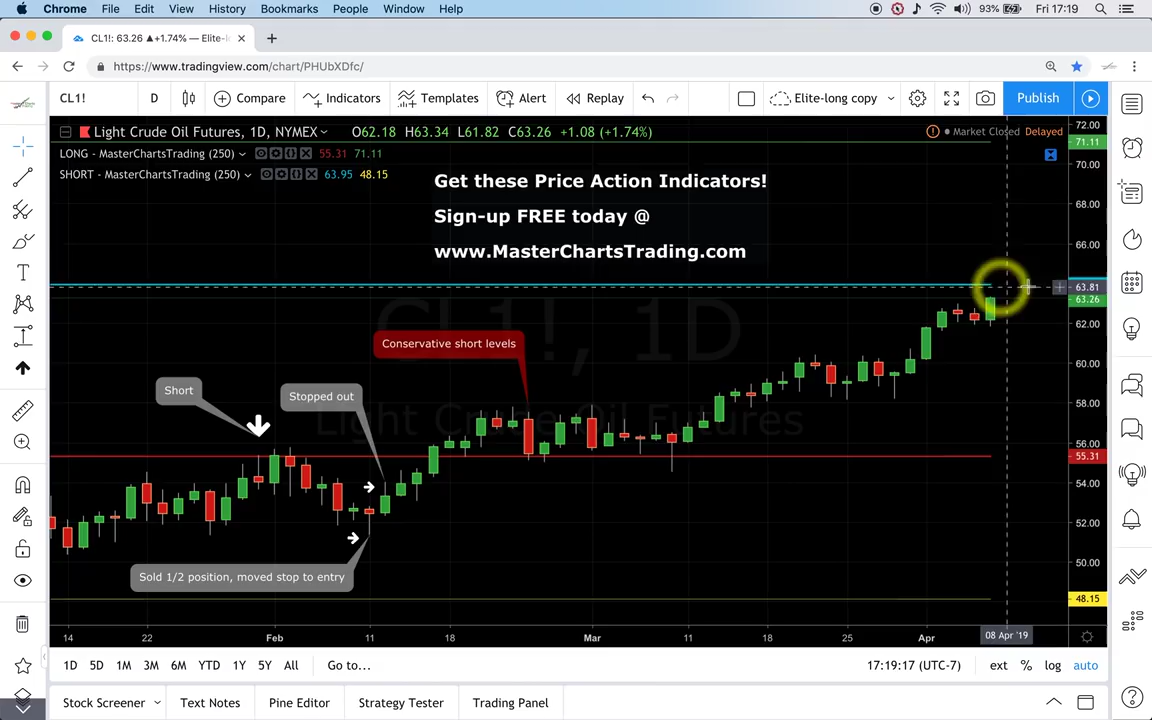 Chrome File Edit View History Bookmarks People Window Help 93% Fri 17:19
CL1!: 63.26 ▲+1.74% — Elite-lo
https://www.tradingview.com/chart/PHUbXDfc/
CL1! D Compare Indicators Templates Alert Replay Elite-long copy Publish
Light Crude Oil Futures, 1D, NYMEX O62.18 H63.34 L61.82 C63.26 +1.08 (+1.74%) Market Closed Delayed
LONG - MasterChartsTrading (250) 55.31 71.11
SHORT - MasterChartsTrading (250) 63.95 48.15
Get these Price Action Indicators!
Sign-up FREE today @
www.MasterChartsTrading.com
72.00
71.11
70.00
68.00
66.00
63.81
63.26
62.00
60.00
58.00
56.00
55.31
54.00
52.00
50.00
48.15
CL1!, 1D
Light Crude Oil Futures
Conservative short levels
Short
Stopped out
Sold 1/2 position, moved stop to entry
14 22 Feb 11 18 Mar 11 18 25 Apr 08 Apr '19
1D 5D 1M 3M 6M YTD 1Y 5Y All Go to... 17:19:17 (UTC-7) ext % log auto
Stock Screener Text Notes Pine Editor Strategy Tester Trading Panel